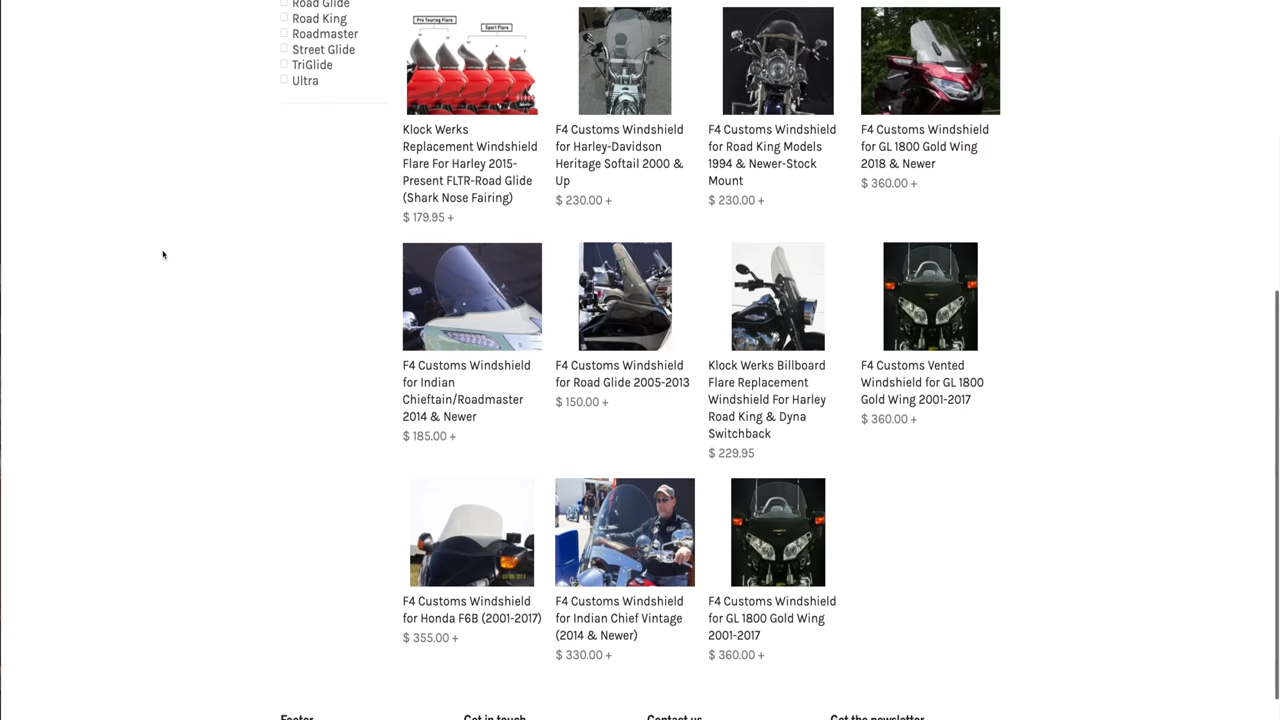 Road Glide
Road King
Roadmaster
Street Glide
TriGlide
Ultra
Pro Touring Flare
Sport Flare
Klock Werks
Replacement Windshield
Flare For Harley 2015-
Present FLTR-Road Glide
(Shark Nose Fairing)
$ 179.95 +
F4 Customs Windshield
for Harley-Davidson
Heritage Softail 2000 &
Up
$ 230.00 +
F4 Customs Windshield
for Road King Models
1994 & Newer-Stock
Mount
$ 230.00 +
F4 Customs Windshield
for GL 1800 Gold Wing
2018 & Newer
$ 360.00 +
F4 Customs Windshield
for Indian
Chieftain/Roadmaster
2014 & Newer
$ 185.00 +
F4 Customs Windshield
for Road Glide 2005-2013
$ 150.00 +
Klock Werks Billboard
Flare Replacement
Windshield For Harley
Road King & Dyna
Switchback
$ 229.95
F4 Customs Vented
Windshield for GL 1800
Gold Wing 2001-2017
$ 360.00 +
F4 Customs Windshield
for Honda F6B (2001-2017)
$ 355.00 +
F4 Customs Windshield
for Indian Chief Vintage
(2014 & Newer)
$ 330.00 +
F4 Customs Windshield
for GL 1800 Gold Wing
2001-2017
$ 360.00 +
Footer
Get in touch
Contact us
Get the newsletter